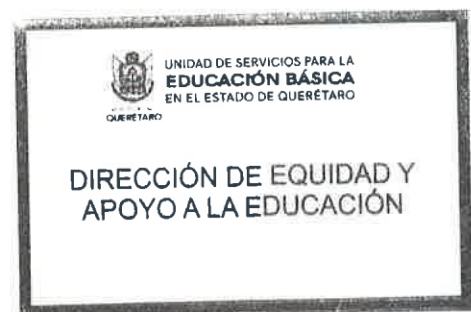 UNIDAD DE SERVICIOS PARA LA
EDUCACIÓN BÁSICA
EN EL ESTADO DE QUERÉTARO
QUERÉTARO
DIRECCIÓN DE EQUIDAD Y
APOYO A LA EDUCACIÓN